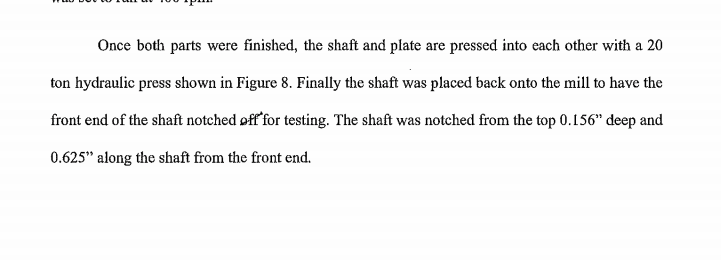 Once both parts were finished, the shaft and plate are pressed into each other with a 20
ton hydraulic press shown in Figure 8. Finally the shaft was placed back onto the mill to have the
front end of the shaft notched off for testing. The shaft was notched from the top 0.156” deep and
0.625” along the shaft from the front end.